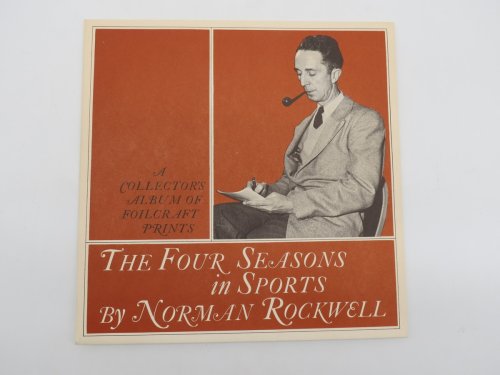 A
COLLECTOR'S
ALBUM OF
FOILCRAFT
PRINTS
THE FOUR SEASONS
in SPORTS
BY NORMAN ROCKWELL